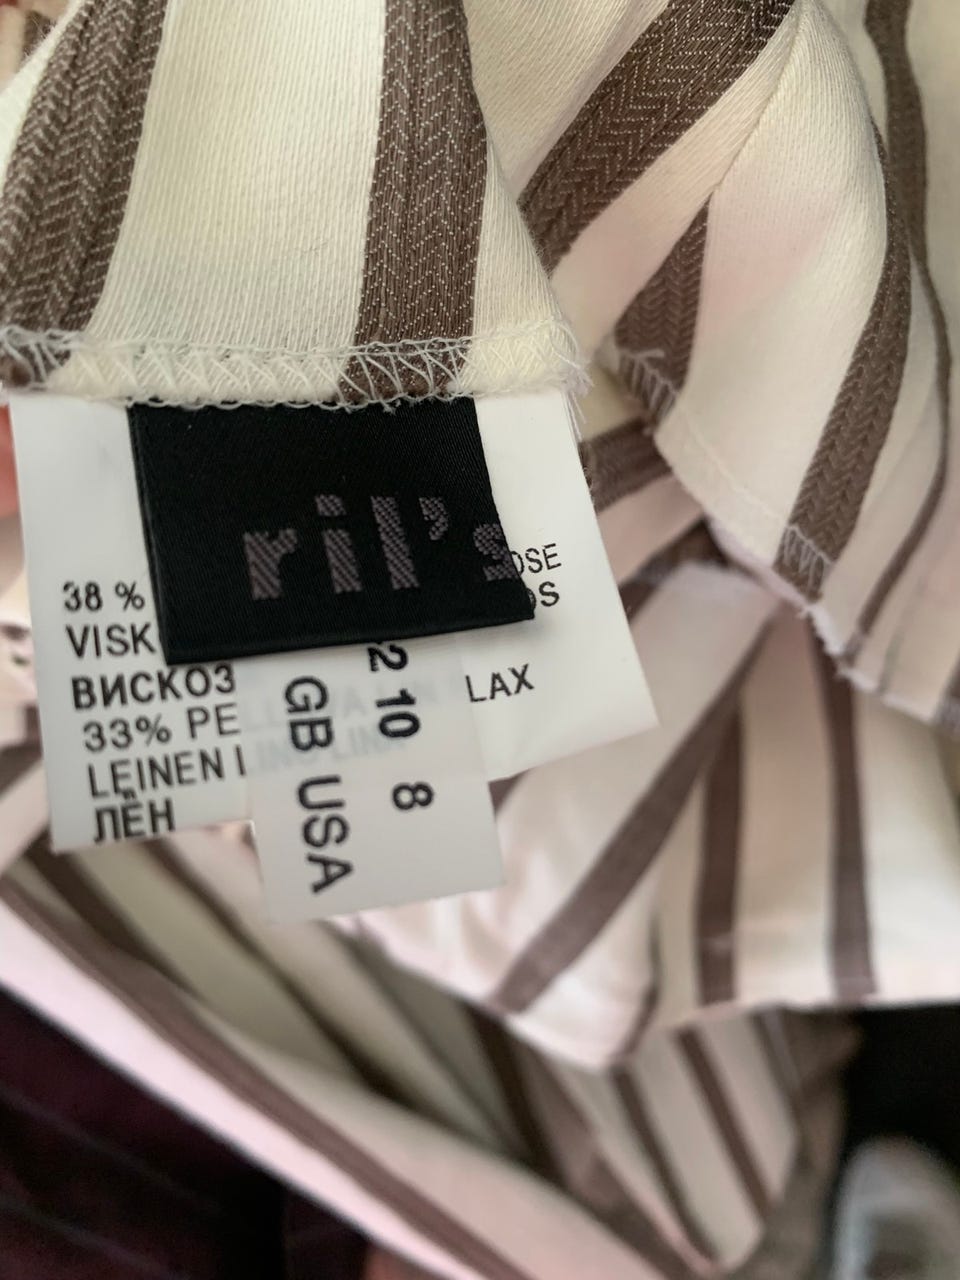 ril's
38 %
VISK
ВИСКОЗ
33% PE
LEINEN
ЛЁН
OSE
OS
LAX
2 10 8
GB USA